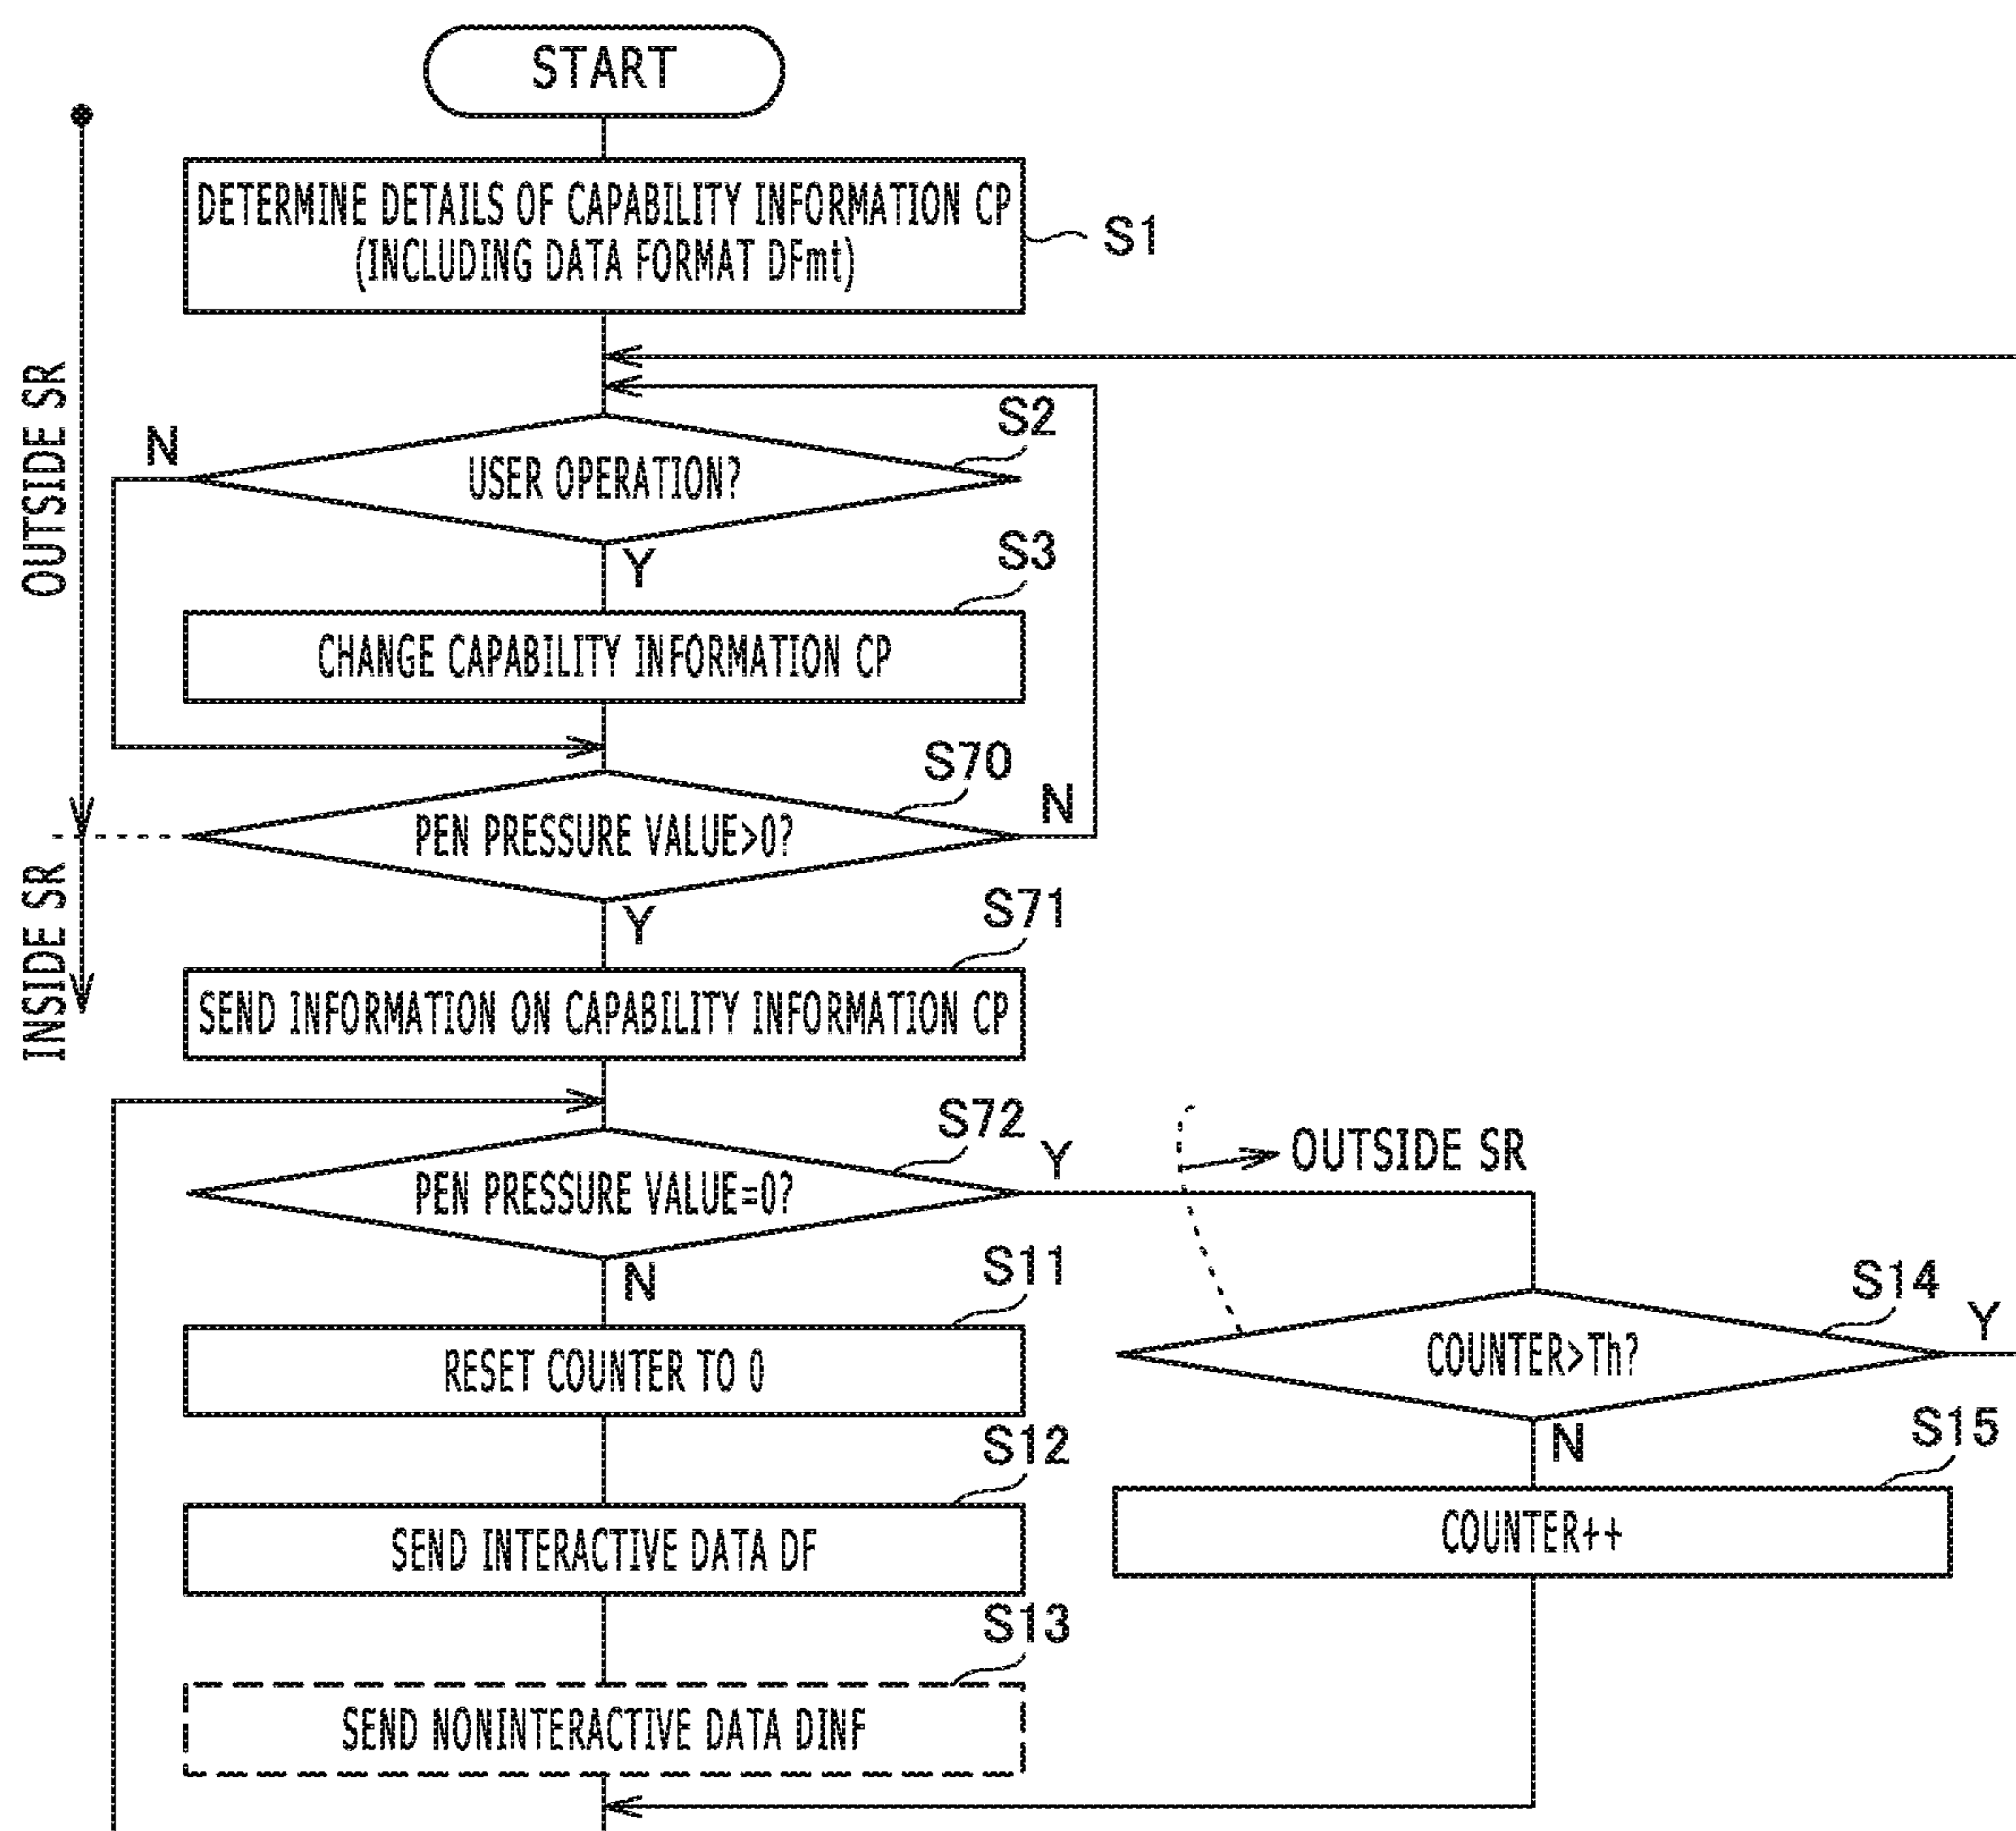 START
DETERMINE DETAILS OF CAPABILITY INFORMATION CP
(INCLUDING DATA FORMAT DFmt)
S1
OUTSIDE SR
S2
N
USER OPERATION?
Y
S3
CHANGE CAPABILITY INFORMATION CP
S70
N
PEN PRESSURE VALUE>0?
Y
INSIDE SR
S71
SEND INFORMATION ON CAPABILITY INFORMATION CP
S72
Y
OUTSIDE SR
PEN PRESSURE VALUE=0?
N
S11
RESET COUNTER TO 0
S14
Y
COUNTER>Th?
N
S12
SEND INTERACTIVE DATA DF
S15
COUNTER++
S13
SEND NONINTERACTIVE DATA DINF